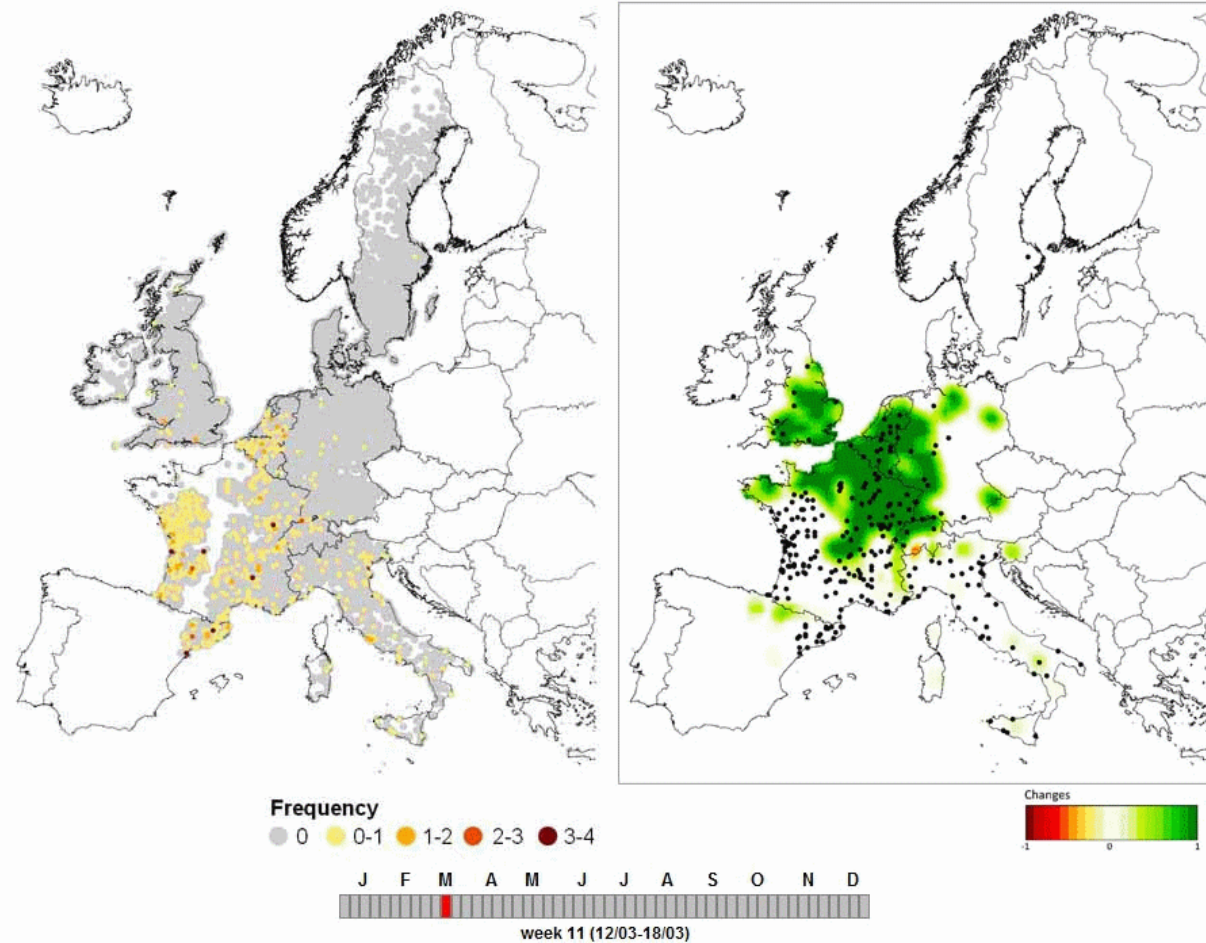 Frequency
0 0-1 1-2 2-3 3-4
Changes
-1 0 1
J F M A M J J A S O N D
week 11 (12/03-18/03)